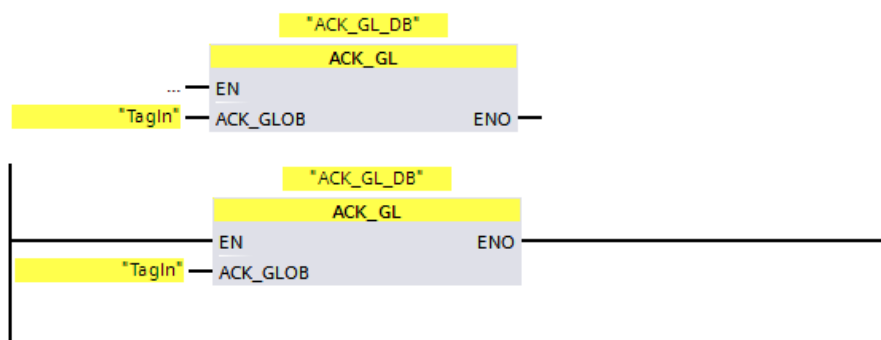 "ACK_GL_DB"
ACK_GL
... EN
"TagIn" ACK_GLOB ENO
"ACK_GL_DB"
ACK_GL
EN ENO
"TagIn" ACK_GLOB